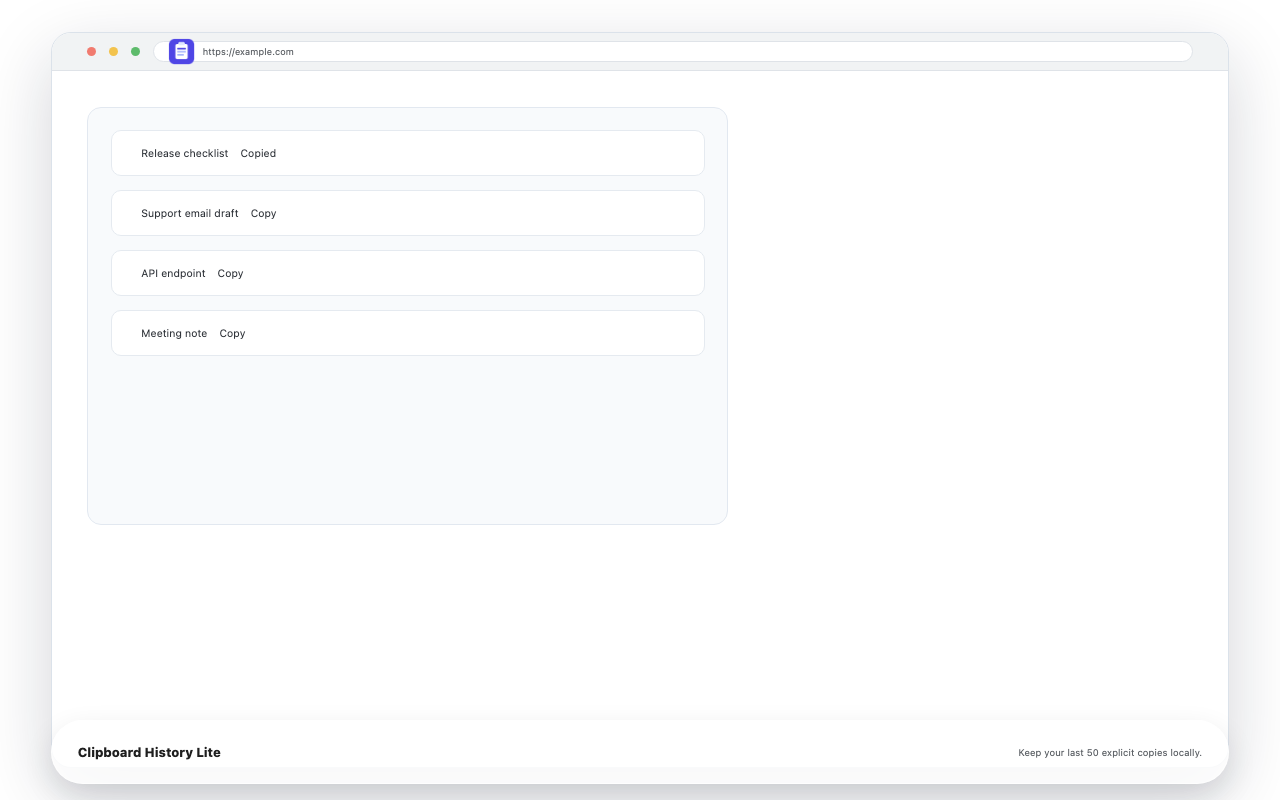 https://example.com
Release checklist Copied
Support email draft Copy
API endpoint Copy
Meeting note Copy
Clipboard History Lite
Keep your last 50 explicit copies locally.